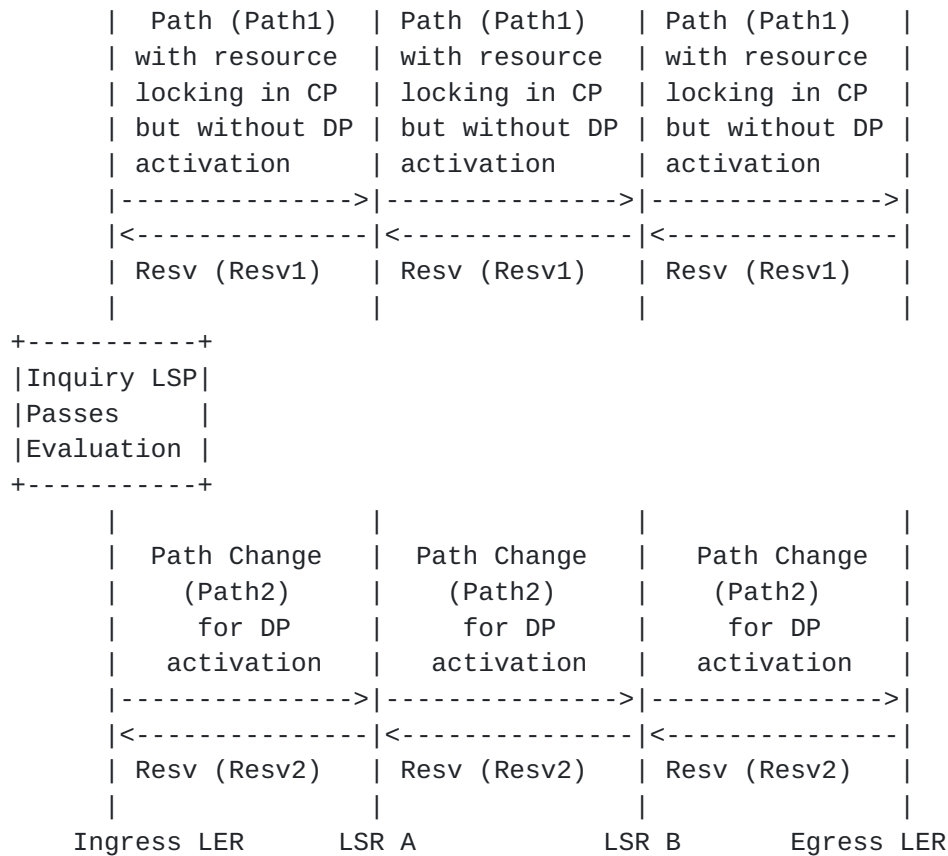 |  Path (Path1)  |  Path (Path1)  |  Path (Path1)  |
| with resource  | with resource  | with resource  |
| locking in CP  | locking in CP  | locking in CP  |
| but without DP | but without DP | but without DP |
| activation     | activation     | activation     |
|--------------->|--------------->|--------------->|
|<---------------|<---------------|<---------------|
| Resv (Resv1)   | Resv (Resv1)   | Resv (Resv1)   |
|                |                |                |
+-----------+
|Inquiry LSP|
|Passes     |
|Evaluation |
+-----------+
|                |                |                |
|  Path Change   |  Path Change   |   Path Change  |
|    (Path2)     |    (Path2)     |    (Path2)     |
|     for DP     |     for DP     |     for DP     |
|   activation   |   activation   |   activation   |
|--------------->|--------------->|--------------->|
|<---------------|<---------------|<---------------|
| Resv (Resv2)   | Resv (Resv2)   | Resv (Resv2)   |
|                |                |                |
Ingress LER      LSR A            LSR B       Egress LER